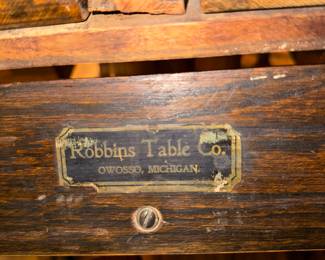 Robbins Table Co.
OWOSSO, MICHIGAN.